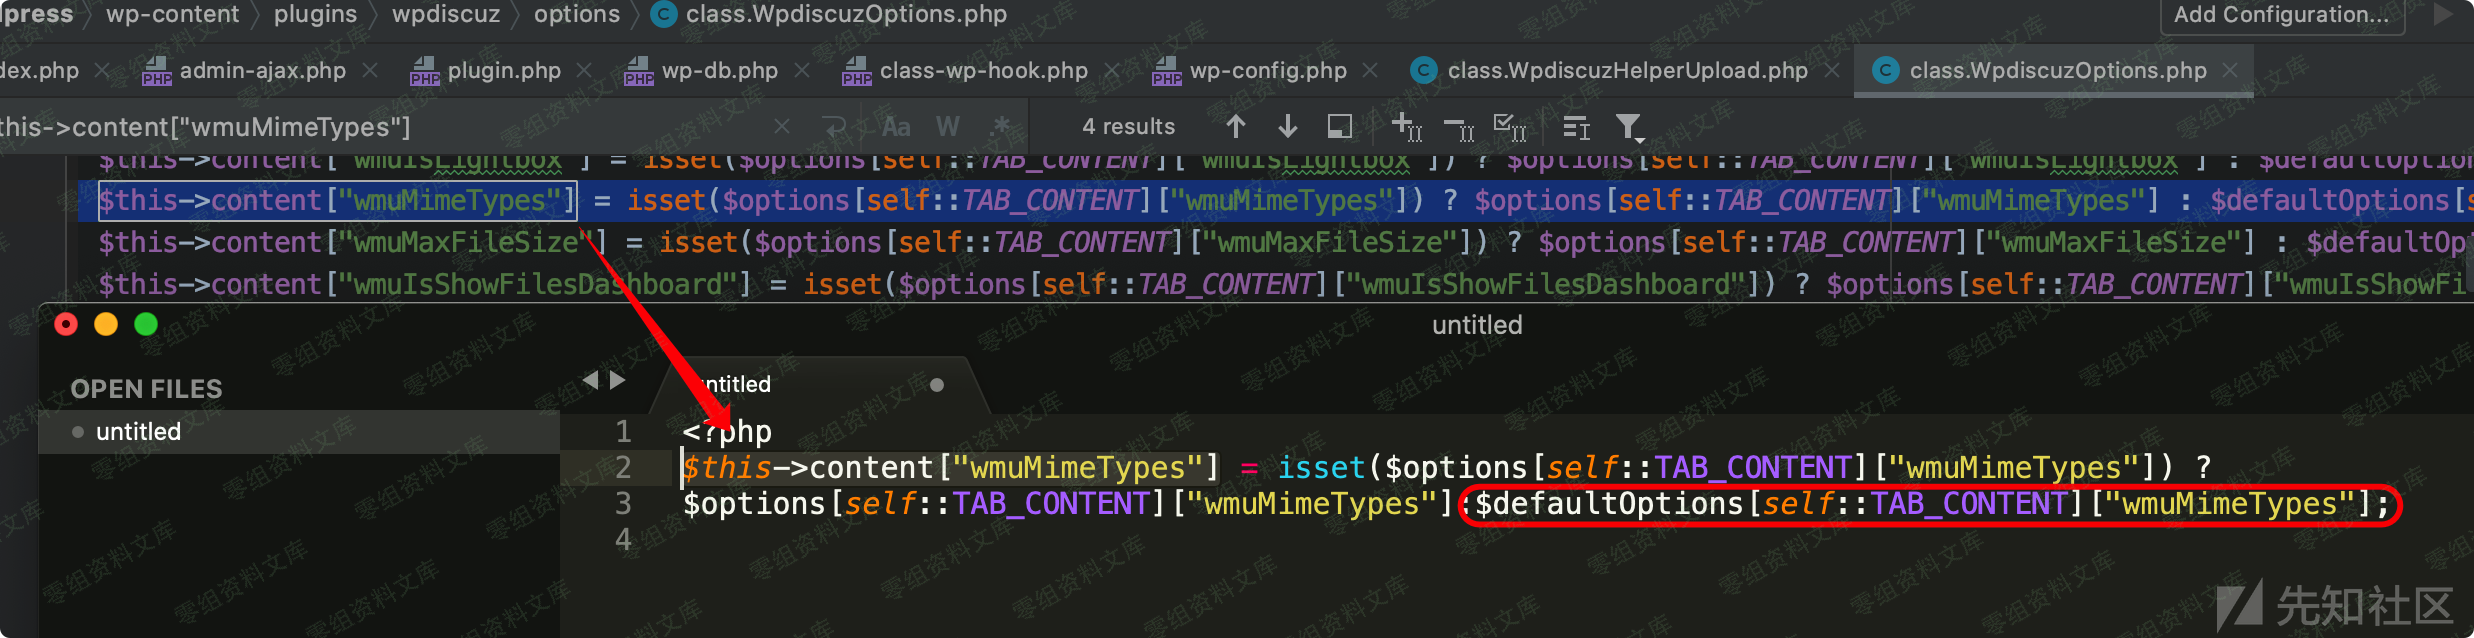 press wp-content plugins wpdiscuz options class.WpdiscuzOptions.php Add Configuration...
dex.php admin-ajax.php plugin.php wp-db.php class-wp-hook.php wp-config.php class.WpdiscuzHelperUpload.php class.WpdiscuzOptions.php
this->content["wmuMimeTypes"] Aa W .* 4 results
$this->content["wmuIsLightbox"] = isset($options[self::TAB_CONTENT]["wmuIsLightbox"]) ? $options[self::TAB_CONTENT]["wmuIsLightbox"] : $defaultOption
$this->content["wmuMimeTypes"] = isset($options[self::TAB_CONTENT]["wmuMimeTypes"]) ? $options[self::TAB_CONTENT]["wmuMimeTypes"] : $defaultOptions[s
$this->content["wmuMaxFileSize"] = isset($options[self::TAB_CONTENT]["wmuMaxFileSize"]) ? $options[self::TAB_CONTENT]["wmuMaxFileSize"] : $defaultOp
$this->content["wmuIsShowFilesDashboard"] = isset($options[self::TAB_CONTENT]["wmuIsShowFilesDashboard"]) ? $options[self::TAB_CONTENT]["wmuIsShowFi
untitled
OPEN FILES
untitled
untitled
1 <?php
2 $this->content["wmuMimeTypes"] = isset($options[self::TAB_CONTENT]["wmuMimeTypes"]) ?
3 $options[self::TAB_CONTENT]["wmuMimeTypes"]:$defaultOptions[self::TAB_CONTENT]["wmuMimeTypes"];
4
零组资料文库
先知社区